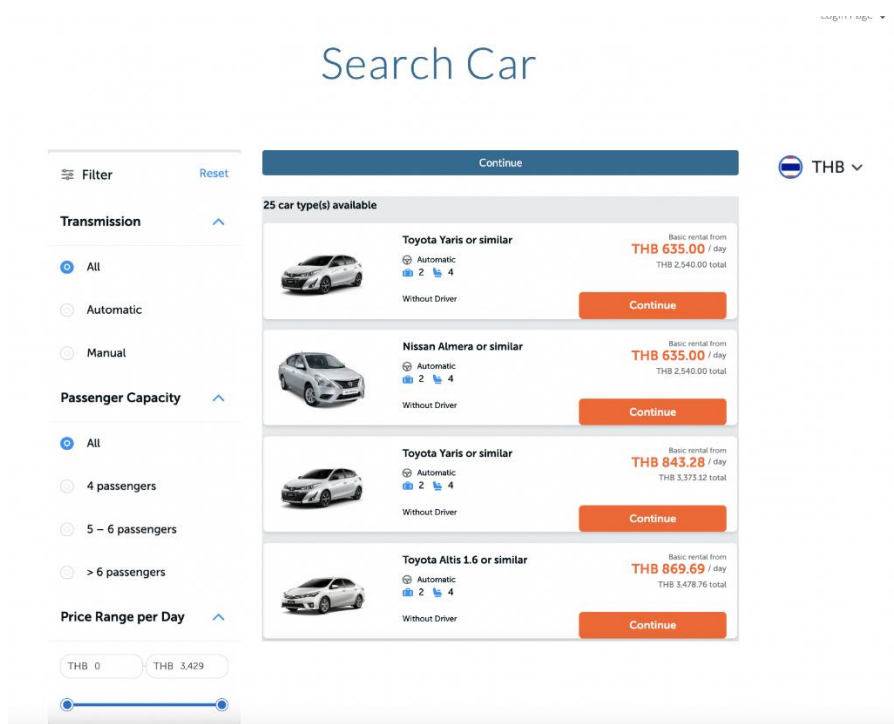 Login Page
Search Car
Filter
Reset
Transmission
All
Automatic
Manual
Passenger Capacity
All
4 passengers
5 – 6 passengers
> 6 passengers
Price Range per Day
THB 0
THB 3,429
Continue
25 car type(s) available
Toyota Yaris or similar
Automatic
2 4
Without Driver
Basic rental from
THB 635.00 / day
THB 2,540.00 total
Continue
Nissan Almera or similar
Automatic
2 4
Without Driver
Basic rental from
THB 635.00 / day
THB 2,540.00 total
Continue
Toyota Yaris or similar
Automatic
2 4
Without Driver
Basic rental from
THB 843.28 / day
THB 3,373.12 total
Continue
Toyota Altis 1.6 or similar
Automatic
2 4
Without Driver
Basic rental from
THB 869.69 / day
THB 3,478.76 total
Continue
THB